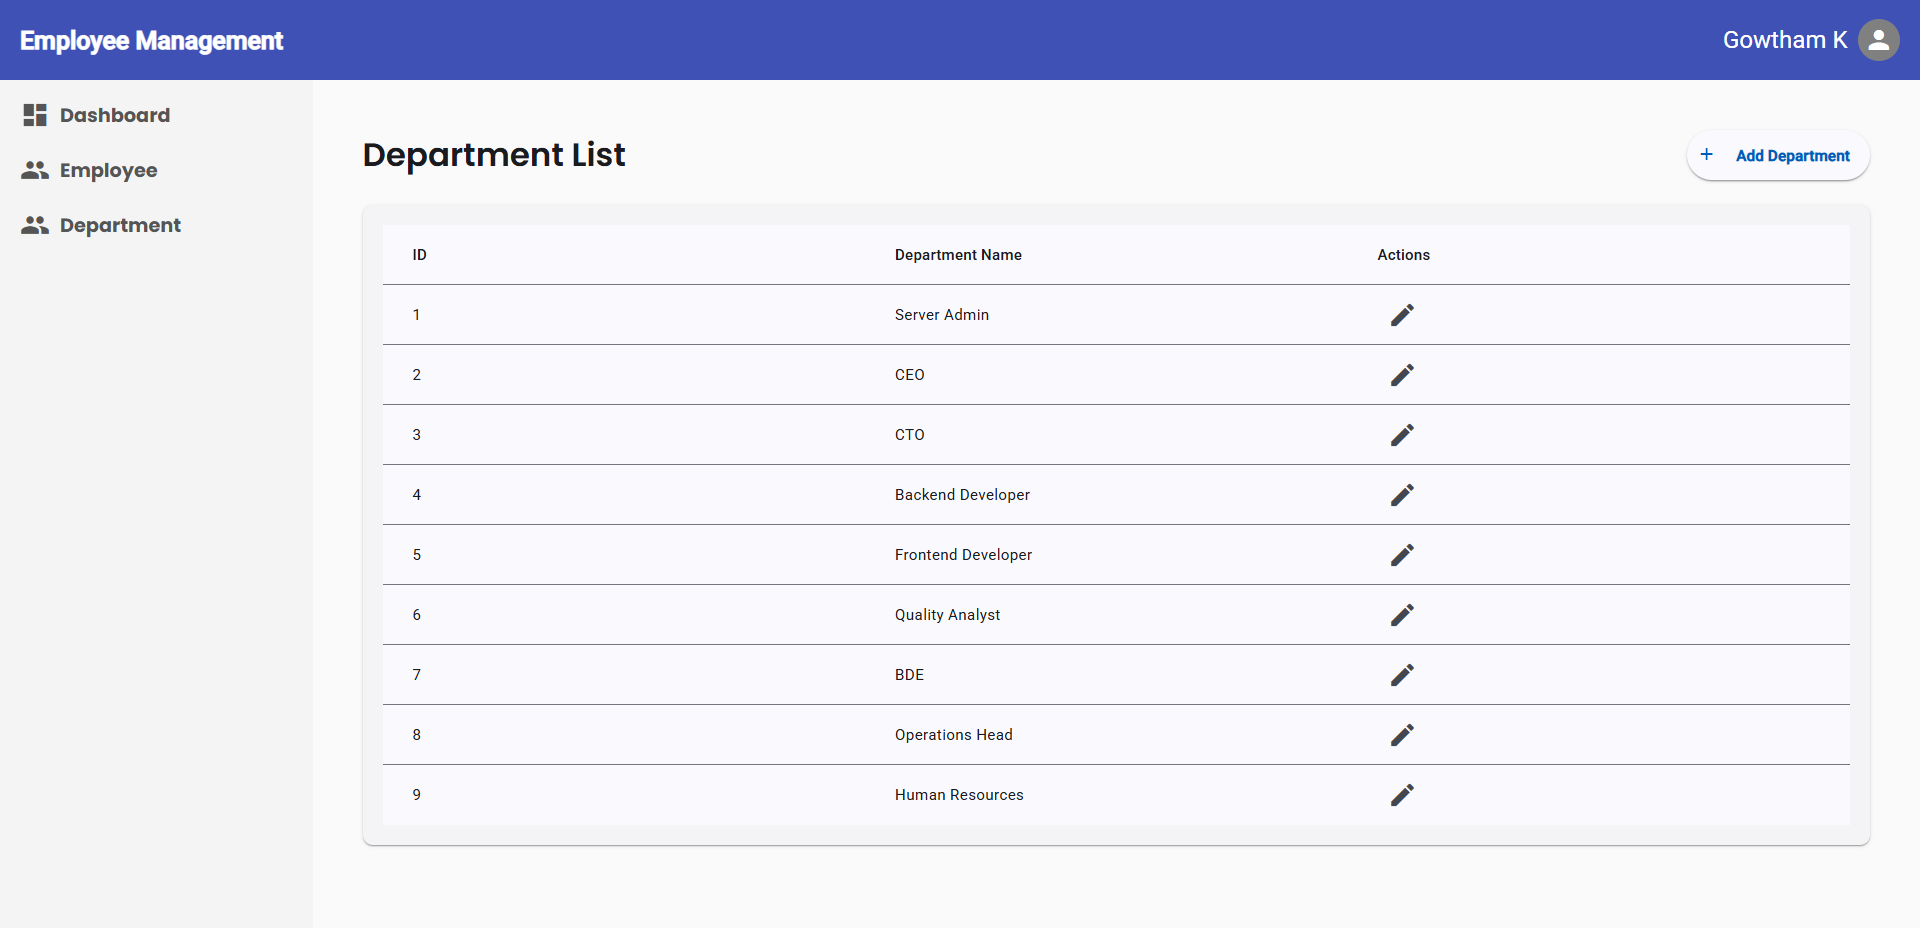 Employee Management
Gowtham K
Dashboard
Employee
Department
Department List
+ Add Department
ID Department Name Actions
1 Server Admin
2 CEO
3 CTO
4 Backend Developer
5 Frontend Developer
6 Quality Analyst
7 BDE
8 Operations Head
9 Human Resources